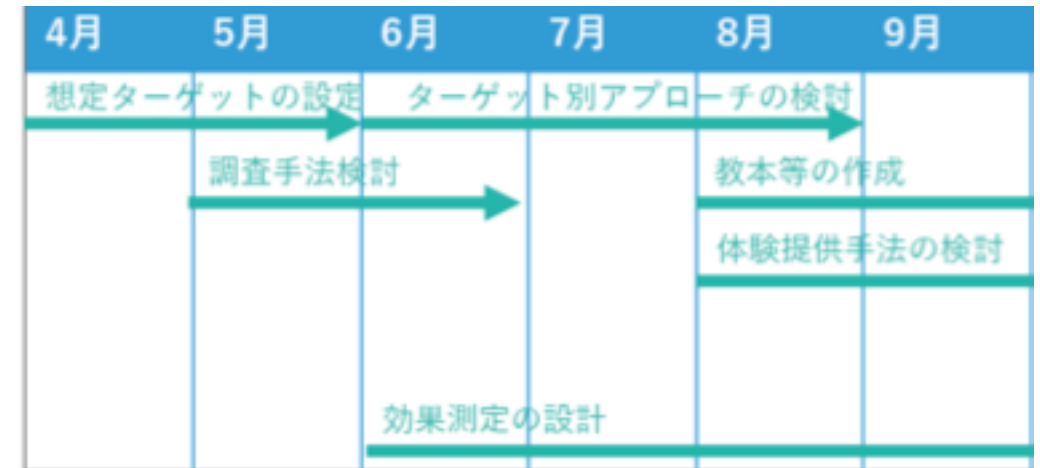 4月 5月 6月 7月 8月 9月
想定ターゲットの設定 ターゲット別アプローチの検討
調査手法検討 教本等の作成
体験提供手法の検討
効果測定の設計